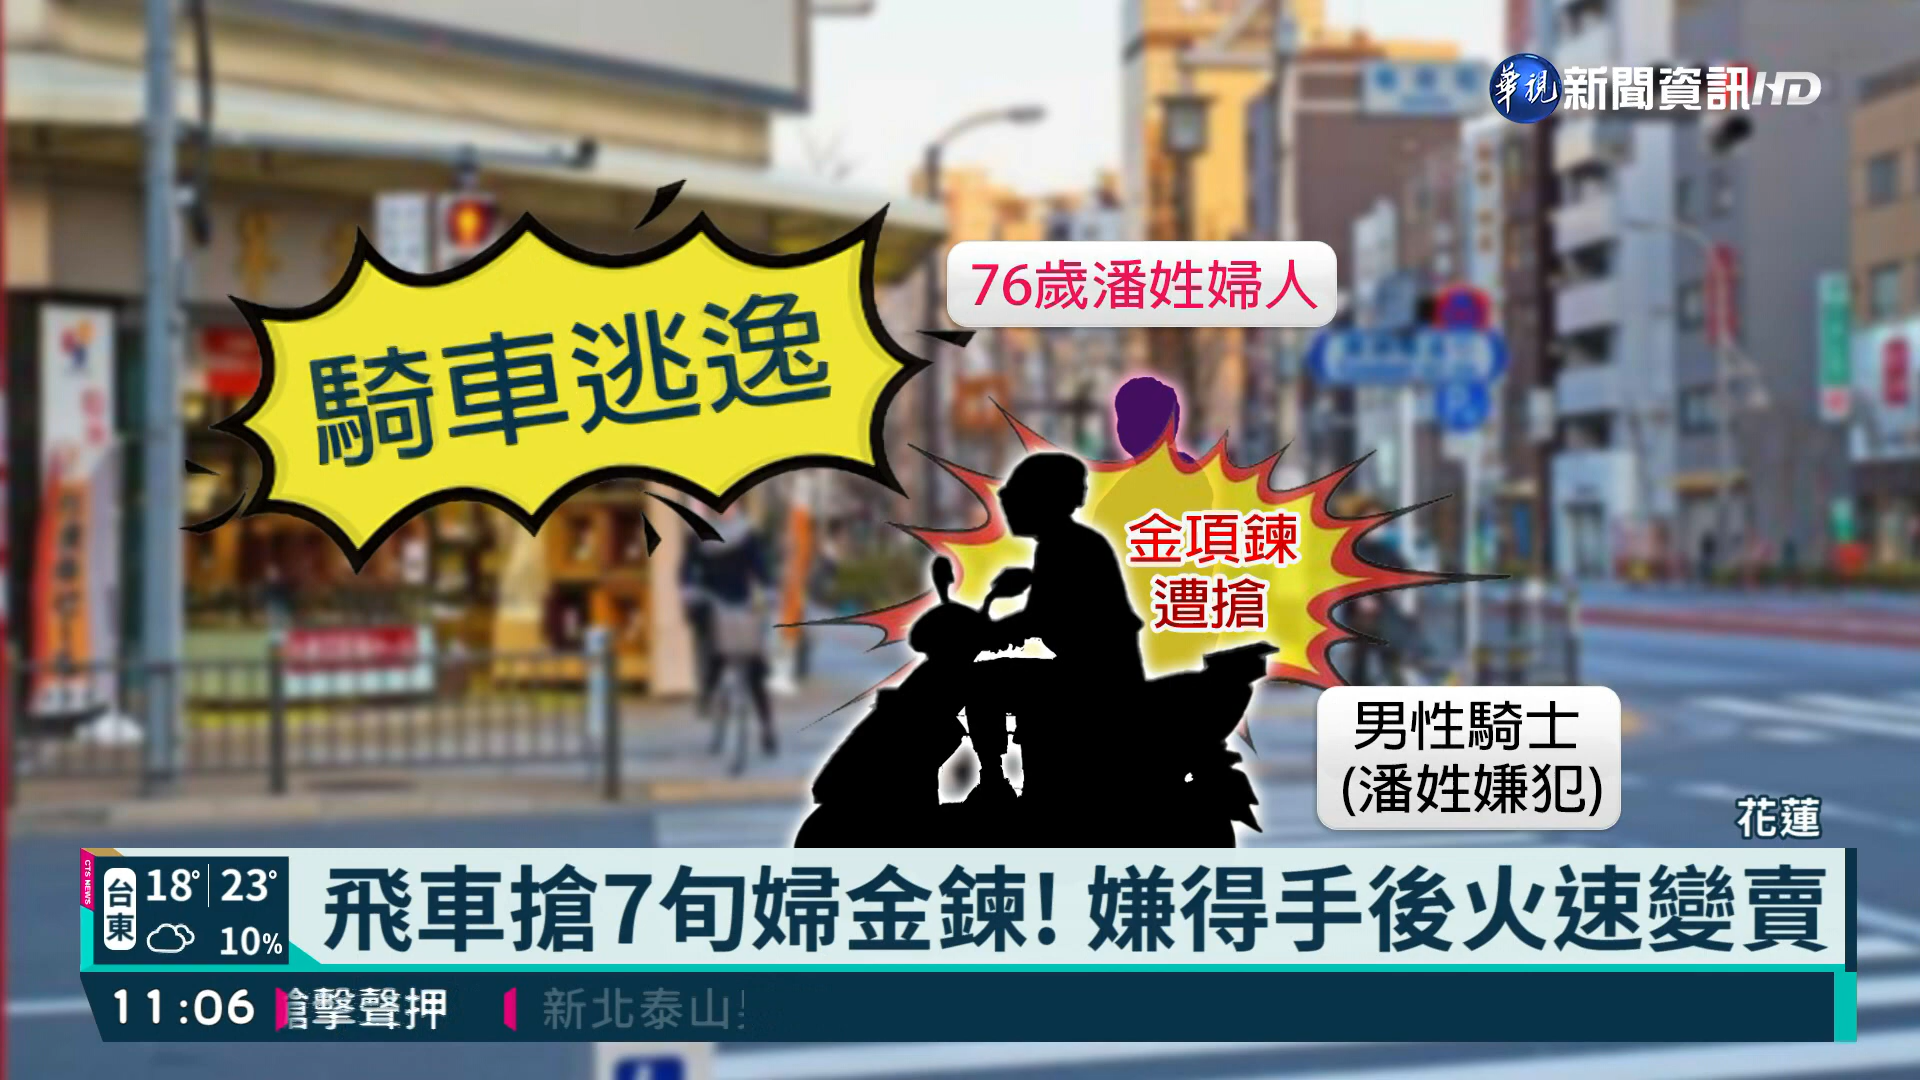 華視新聞資訊HD
騎車逃逸
76歲潘姓婦人
金項鍊
遭搶
男性騎士
(潘姓嫌犯)
花蓮
CTS NEWS
台東
18° 23°
10%
飛車搶7旬婦金鍊! 嫌得手後火速變賣
11:06 槍擊聲押 新北泰山